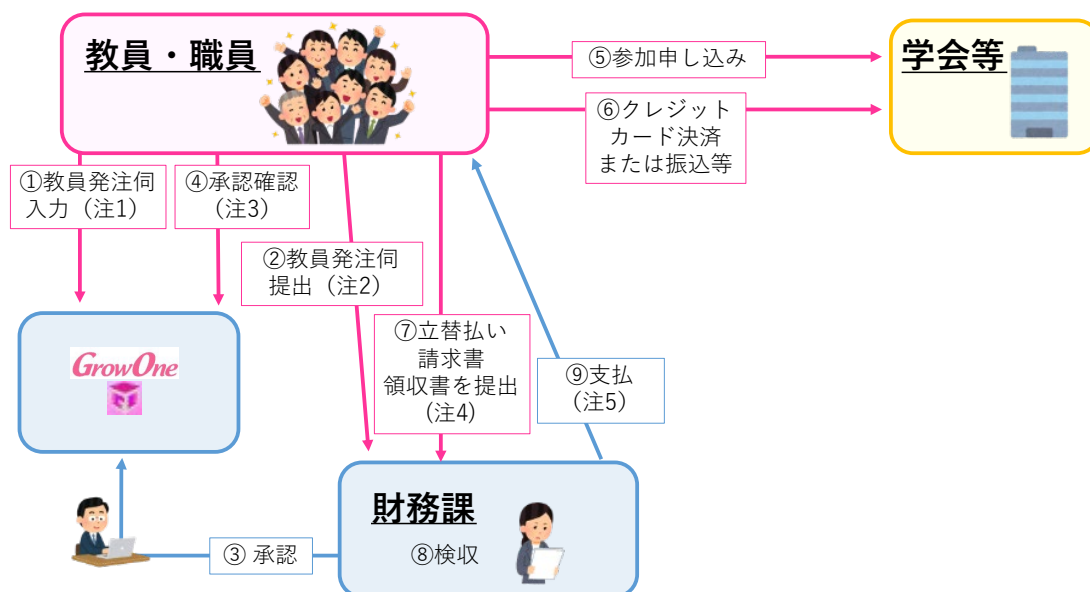 教員・職員
学会等
⑤参加申し込み
⑥クレジット
カード決済
または振込等
①教員発注伺
入力（注1）
④承認確認
（注3）
②教員発注伺
提出（注2）
⑦立替払い
請求書
領収書を提出
（注4）
⑨支払
（注5）
GrowOne
財務課
⑧検収
③ 承認